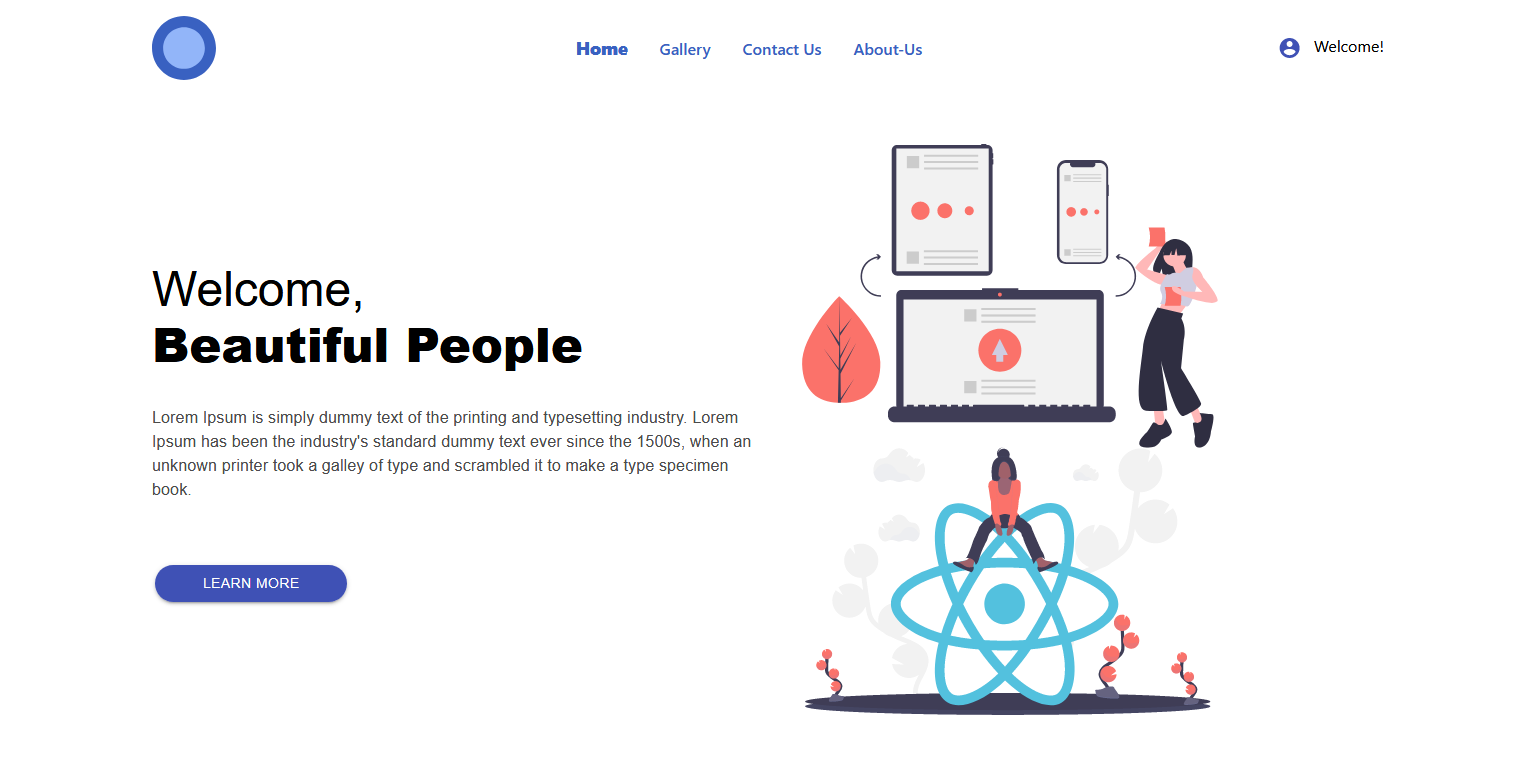 Home Gallery Contact Us About-Us Welcome!
Welcome,
Beautiful People
Lorem Ipsum is simply dummy text of the printing and typesetting industry. Lorem
Ipsum has been the industry's standard dummy text ever since the 1500s, when an
unknown printer took a galley of type and scrambled it to make a type specimen
book.
LEARN MORE